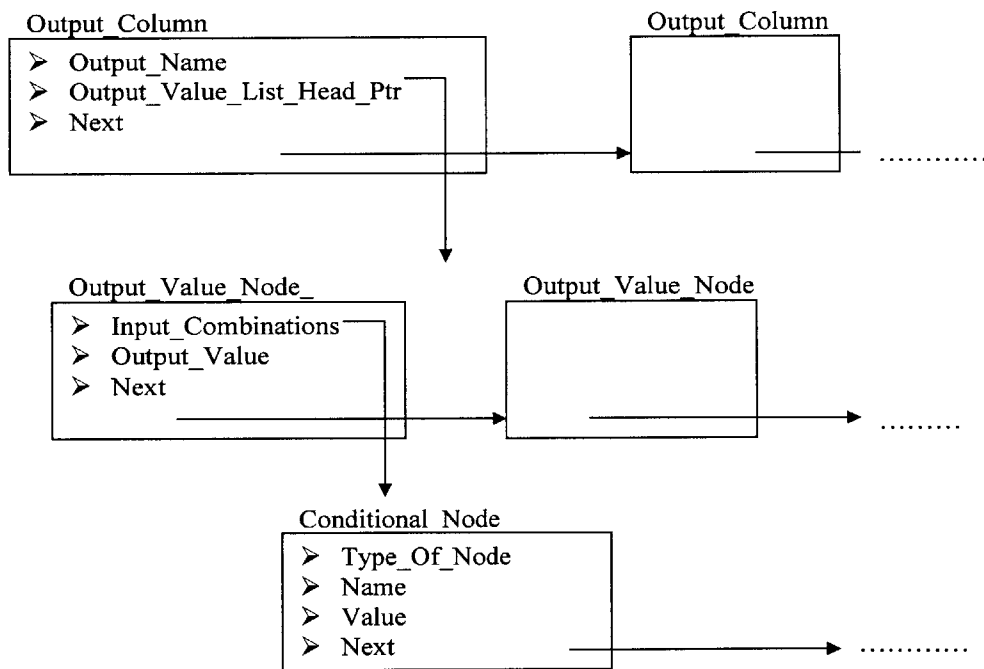 Output_Column
Output_Column
➢ Output_Name
➢ Output_Value_List_Head_Ptr
➢ Next
............
Output_Value_Node_
Output_Value_Node
➢ Input_Combinations
➢ Output_Value
➢ Next
.........
Conditional_Node
➢ Type_Of_Node
➢ Name
➢ Value
➢ Next
............